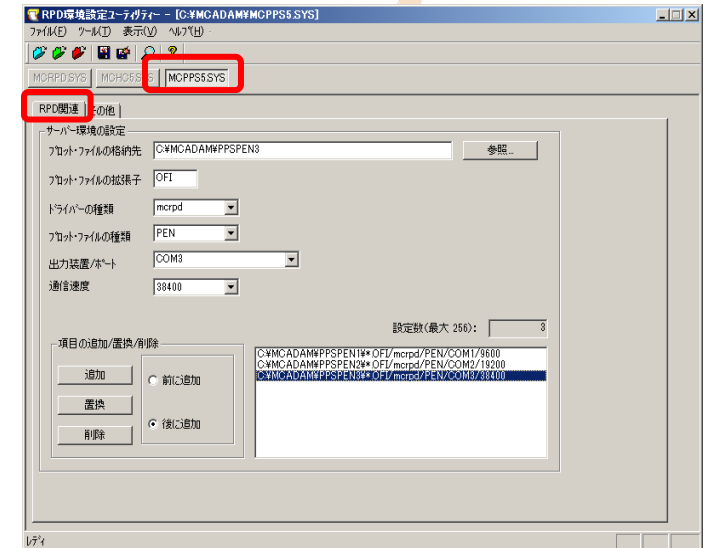 RPD環境設定ユーティリティー - [C:¥MCADAM¥MCPPS5.SYS]
ファイル(F) ツール(T) 表示(V) ヘルプ(H)
MCRPD.SYS MCHC5.SYS MCPPS5.SYS
RPD関連 その他
サーバー環境の設定
プロット・ファイルの格納先 C:¥MCADAM¥PPSPEN3 参照...
プロット・ファイルの拡張子 OFI
ドライバーの種類 mcrpd
プロット・ファイルの種類 PEN
出力装置/ポート COM3
通信速度 38400
設定数(最大 256): 3
項目の追加/置換/削除
追加
置換
削除
前に追加
後に追加
C:¥MCADAM¥PPSPEN1¥*.OFI/mcrpd/PEN/COM1/9600
C:¥MCADAM¥PPSPEN2¥*.OFI/mcrpd/PEN/COM2/19200
C:¥MCADAM¥PPSPEN3¥*.OFI/mcrpd/PEN/COM3/38400
レディ